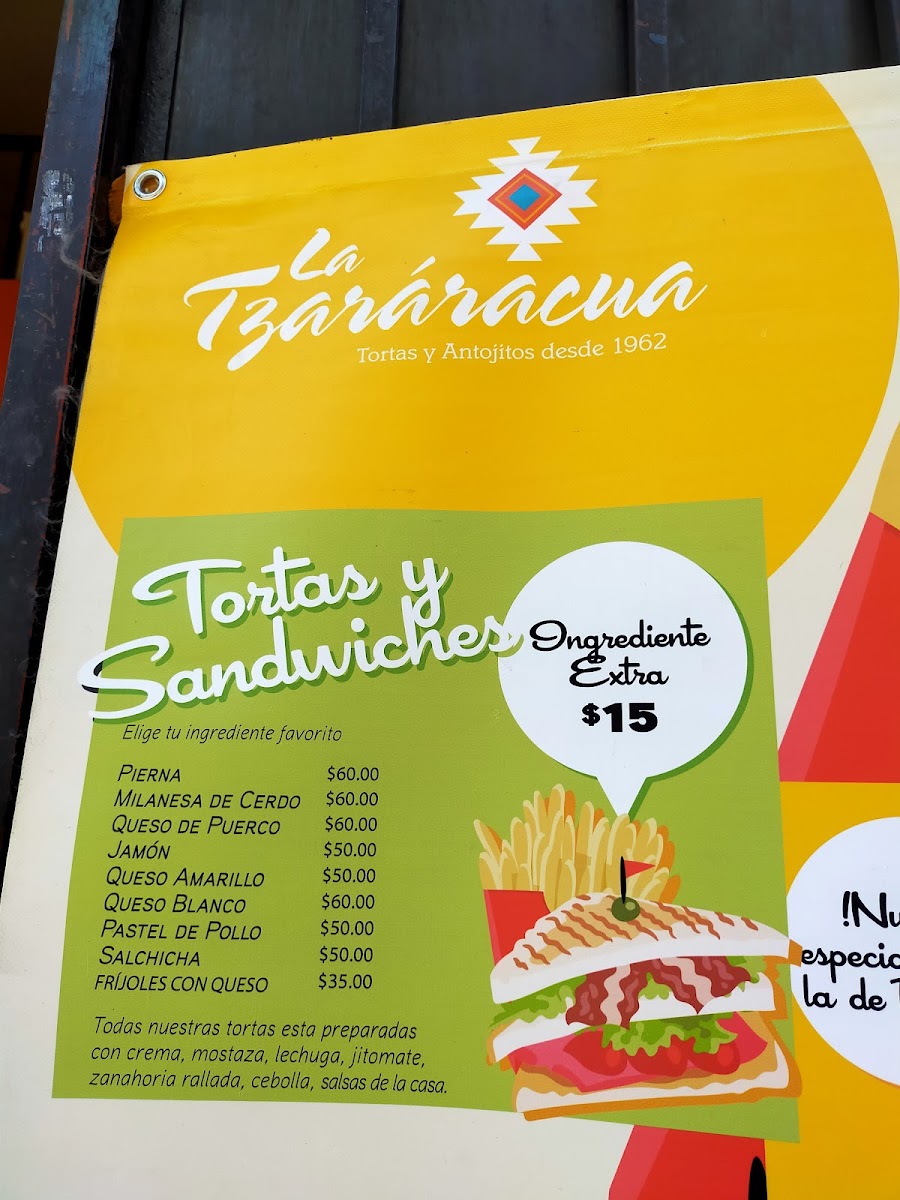 La
Tzaráracua
Tortas y Antojitos desde 1962
Tortas y
Sandwiches
Ingrediente
Extra
$15
Elige tu ingrediente favorito
PIERNA $60.00
MILANESA DE CERDO $60.00
QUESO DE PUERCO $60.00
JAMÓN $50.00
QUESO AMARILLO $50.00
QUESO BLANCO $60.00
PASTEL DE POLLO $50.00
SALCHICHA $50.00
FRÍJOLES CON QUESO $35.00
Todas nuestras tortas esta preparadas
con crema, mostaza, lechuga, jitomate,
zanahoria rallada, cebolla, salsas de la casa.
la de